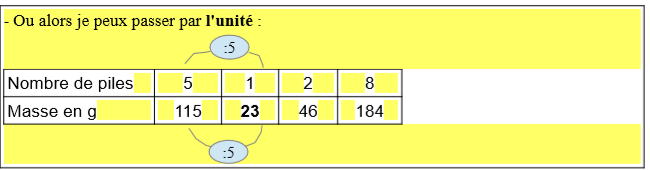 - Ou alors je peux passer par l'unité :
:5
Nombre de piles 5 1 2 8
Masse en g 115 23 46 184
:5